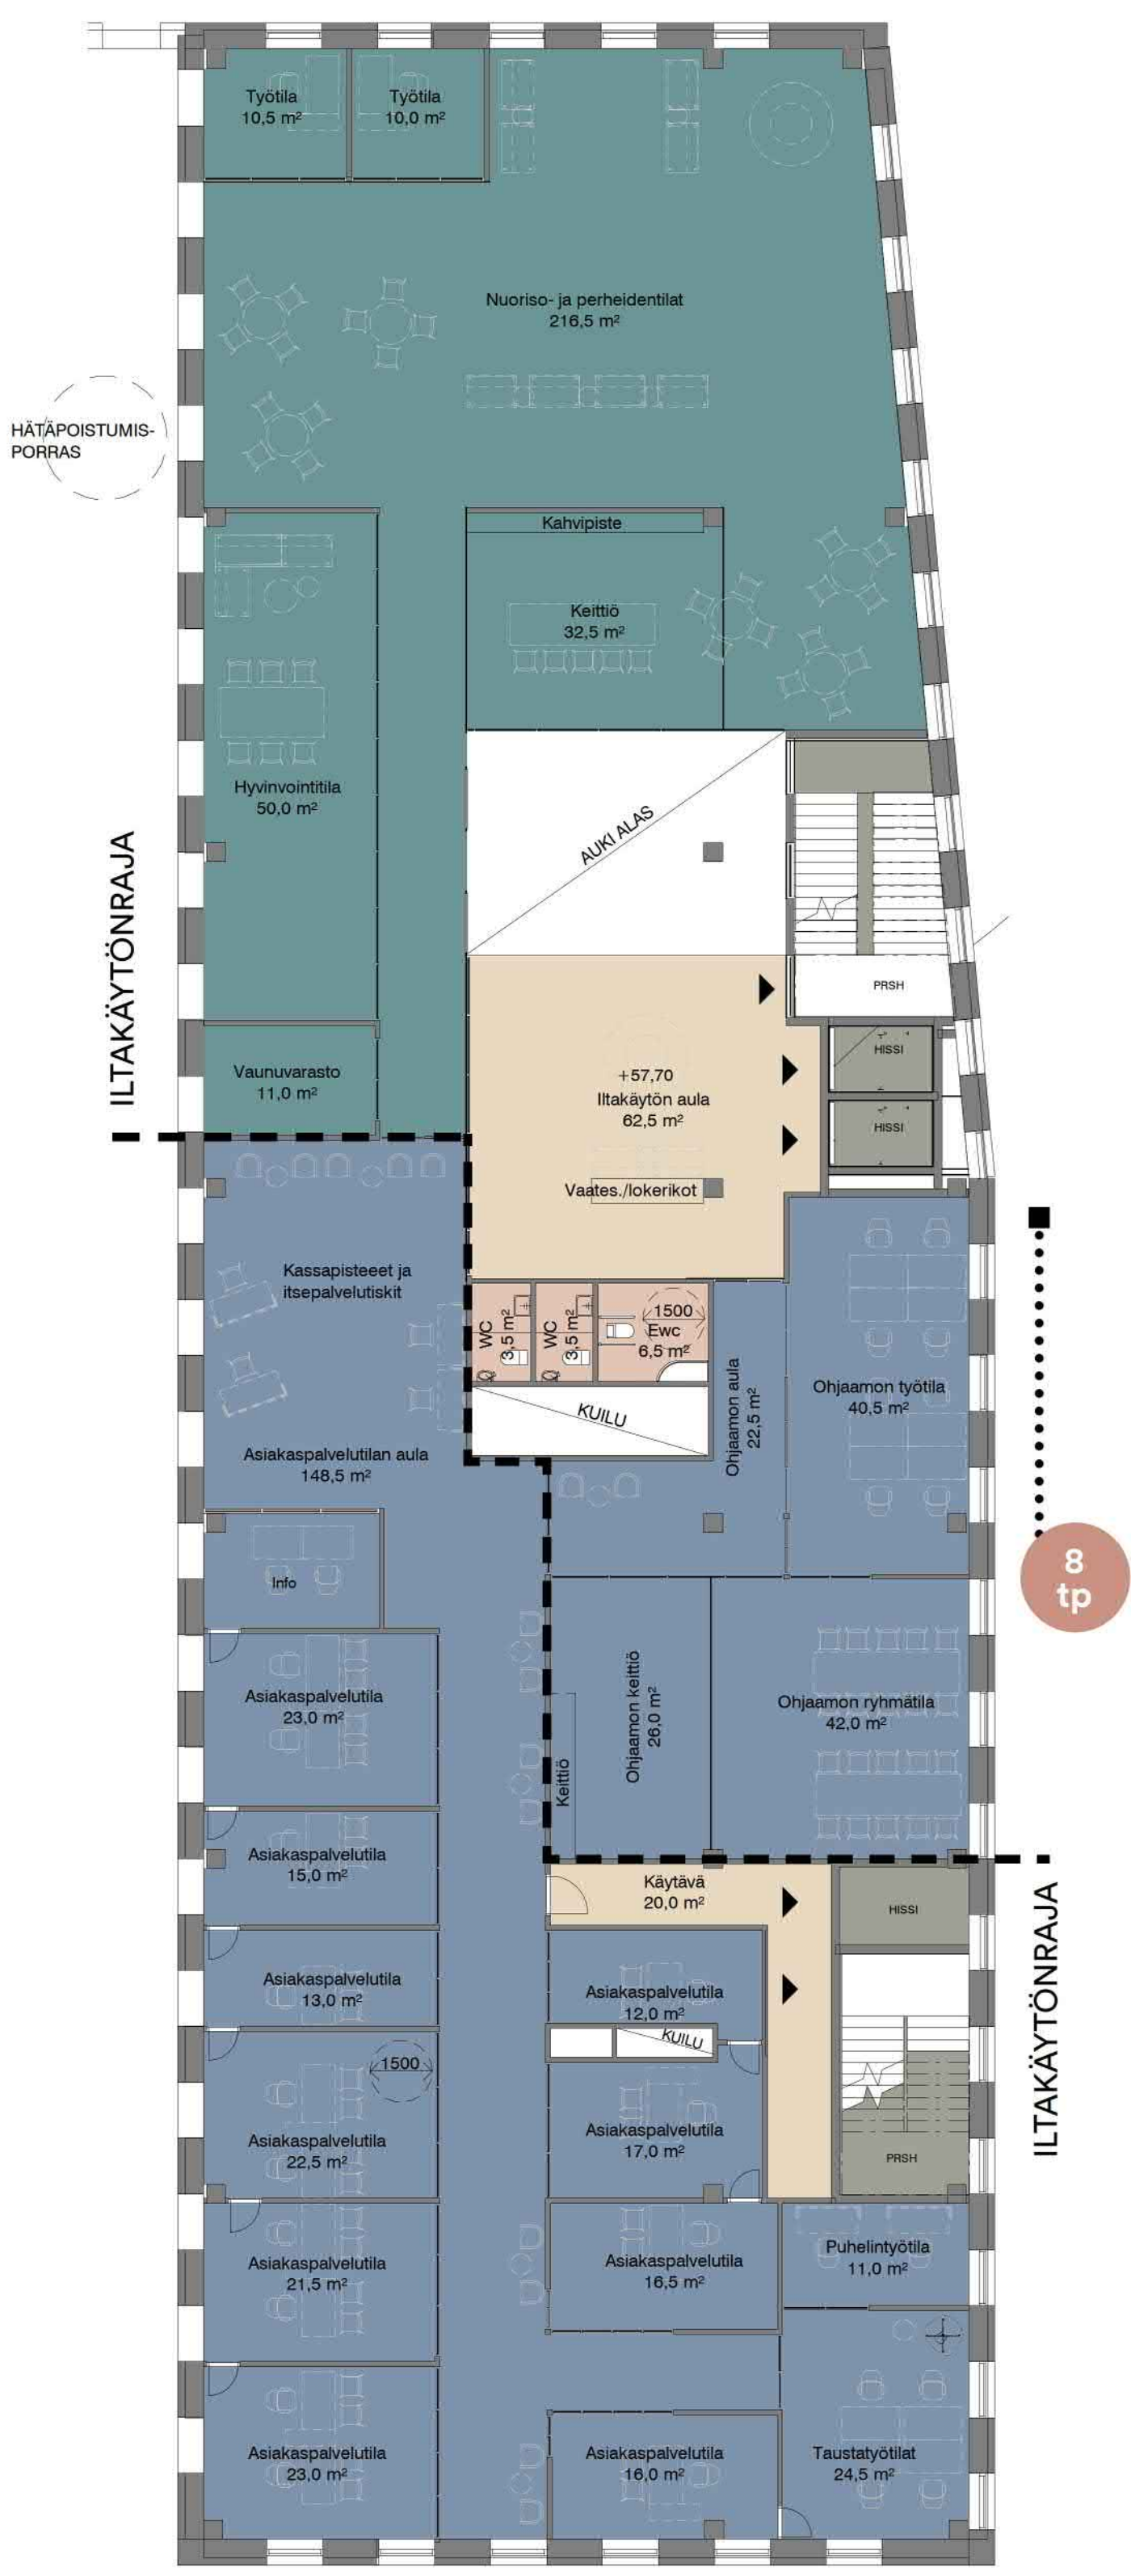 Työtila
10,5 m²
Työtila
10,0 m²
Nuoriso- ja perheidentilat
216,5 m²
HÄTÄPOISTUMIS-
PORRAS
Kahvipiste
Keittiö
32,5 m²
Hyvinvointitila
50,0 m²
AUKI ALAS
ILTAKÄYTÖNRAJA
PRSH
HISSI
HISSI
Vaunuvarasto
11,0 m²
+57,70
Iltakäytön aula
62,5 m²
Vaates./lokerikot
Kassapisteeet ja
itsepalvelutiskit
WC
3,5 m²
WC
3,5 m²
1500
Ewc
6,5 m²
KUILU
Ohjaamon aula
22,5 m²
Ohjaamon työtila
40,5 m²
Asiakaspalvelutilan aula
148,5 m²
Info
8
tp
Asiakaspalvelutila
23,0 m²
Keittiö
Ohjaamon keittiö
26,0 m²
Ohjaamon ryhmätila
42,0 m²
Asiakaspalvelutila
15,0 m²
Käytävä
20,0 m²
HISSI
ILTAKÄYTÖNRAJA
Asiakaspalvelutila
13,0 m²
Asiakaspalvelutila
12,0 m²
KUILU
1500
Asiakaspalvelutila
22,5 m²
Asiakaspalvelutila
17,0 m²
PRSH
Asiakaspalvelutila
21,5 m²
Asiakaspalvelutila
16,5 m²
Puhelintyötila
11,0 m²
Asiakaspalvelutila
23,0 m²
Asiakaspalvelutila
16,0 m²
Taustatyötilat
24,5 m²